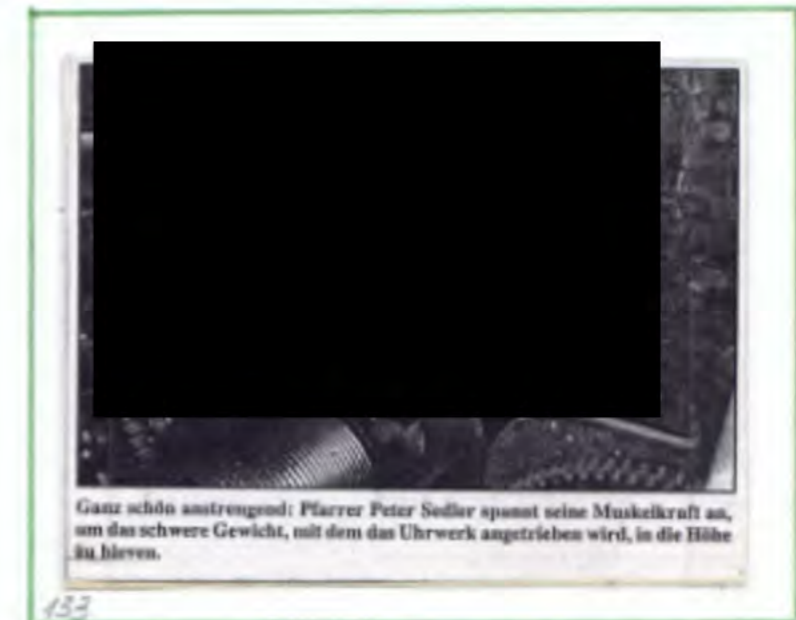 Ganz schön anstrengend: Pfarrer Peter Sedler spannt seine Muskelkraft an,
um das schwere Gewicht, mit dem das Uhrwerk angetrieben wird, in die Höhe
zu hieven.
133